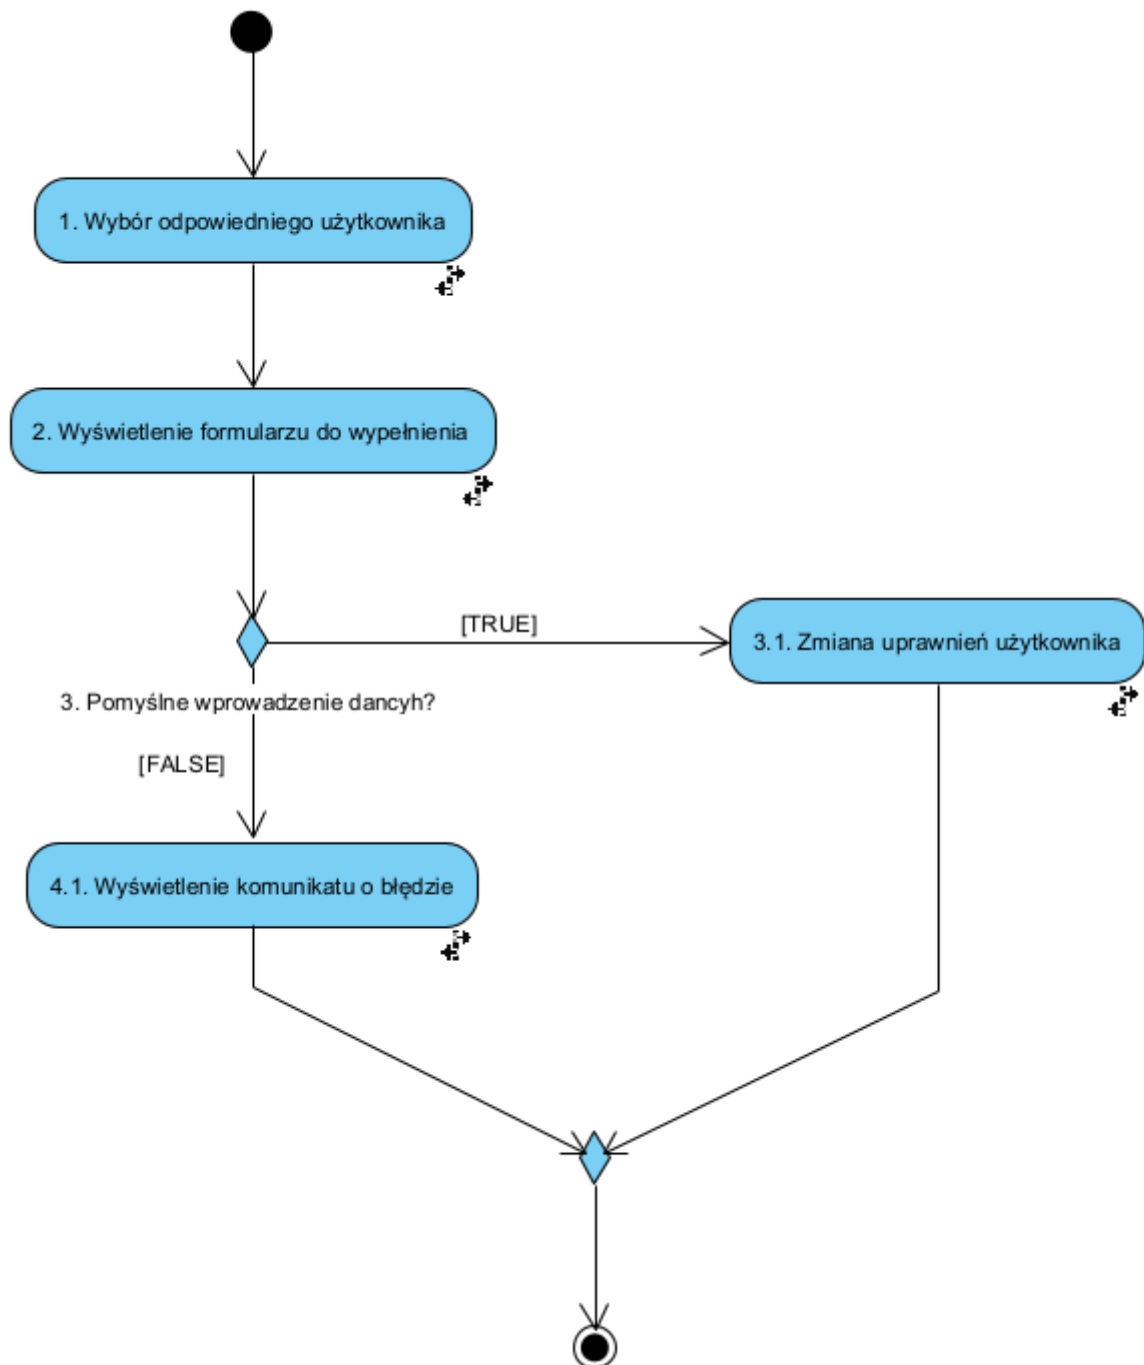 1. Wybór odpowiedniego użytkownika
2. Wyświetlenie formularzu do wypełnienia
[TRUE]
3.1. Zmiana uprawnień użytkownika
3. Pomyślne wprowadzenie dancyh?
[FALSE]
4.1. Wyświetlenie komunikatu o błędzie